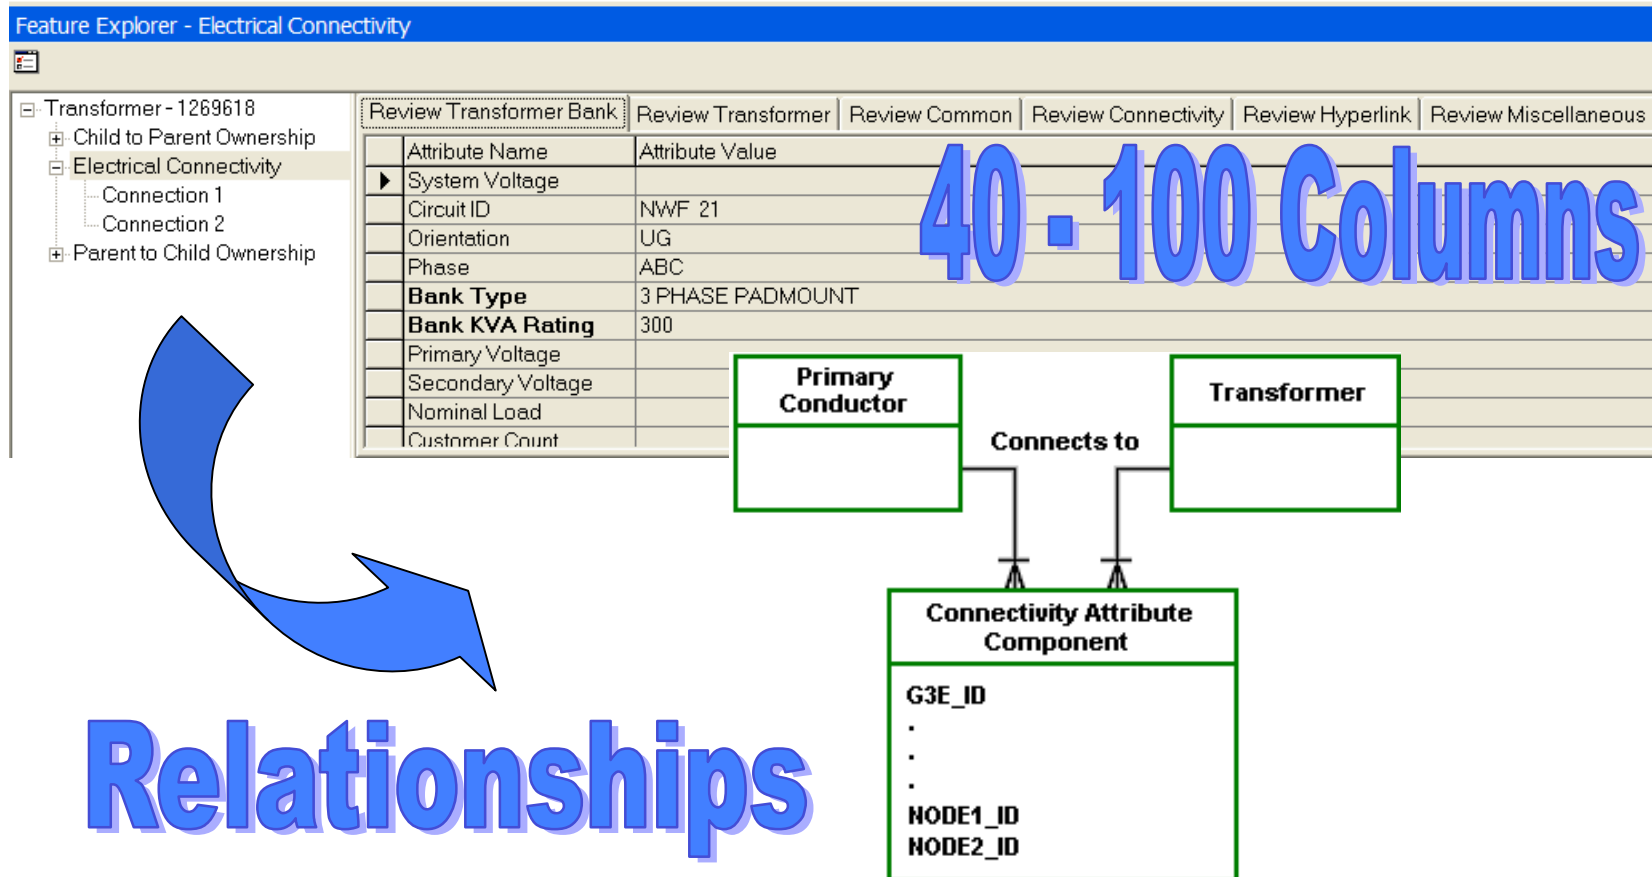 Feature Explorer - Electrical Connectivity
Transformer - 1269618
Child to Parent Ownership
Electrical Connectivity
Connection 1
Connection 2
Parent to Child Ownership
Review Transformer Bank Review Transformer Review Common Review Connectivity Review Hyperlink Review Miscellaneous
Attribute Name Attribute Value
System Voltage
Circuit ID NWF 21
Orientation UG
Phase ABC
Bank Type 3 PHASE PADMOUNT
Bank KVA Rating 300
Primary Voltage
Secondary Voltage
Nominal Load
Customer Count
40 - 100 Columns
Primary
Conductor
Transformer
Connects to
Connectivity Attribute
Component
G3E_ID
.
.
.
NODE1_ID
NODE2_ID
Relationships